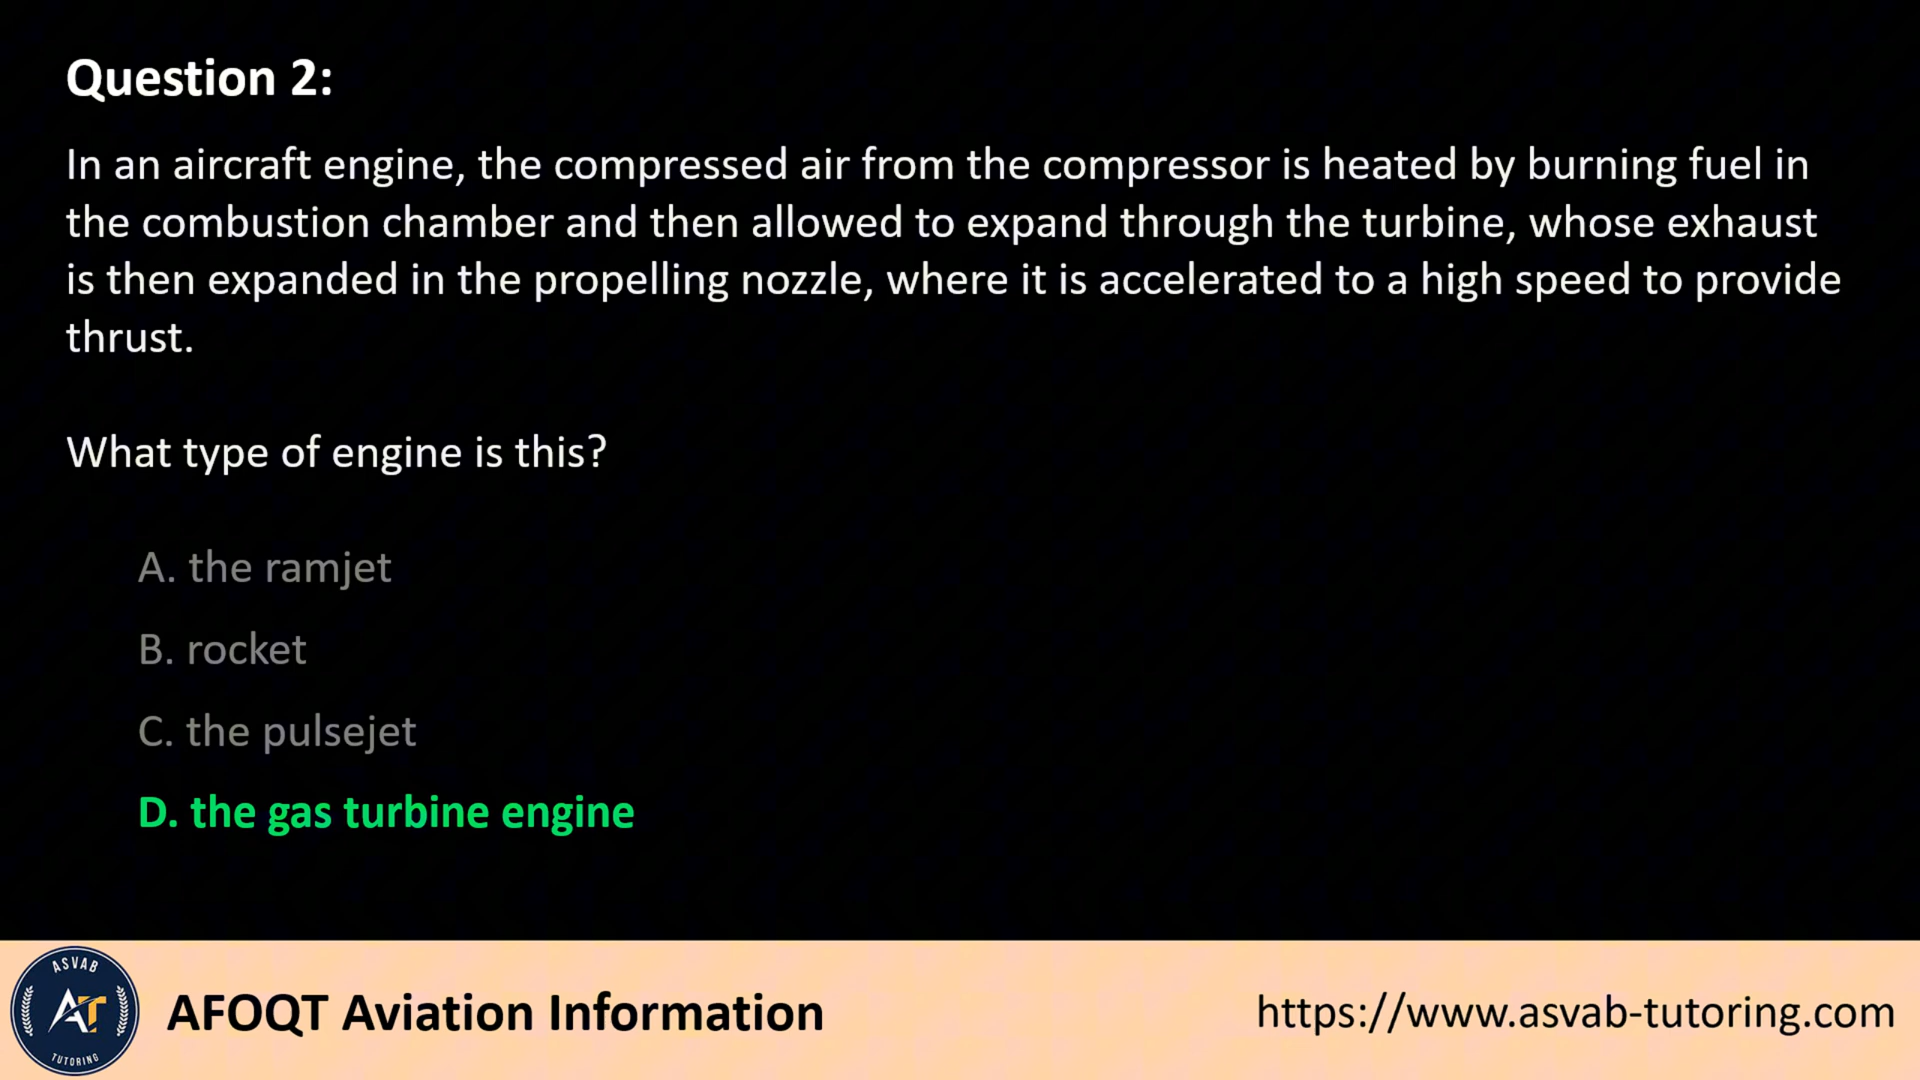 Question 2:
In an aircraft engine, the compressed air from the compressor is heated by burning fuel in
the combustion chamber and then allowed to expand through the turbine, whose exhaust
is then expanded in the propelling nozzle, where it is accelerated to a high speed to provide
thrust.
What type of engine is this?
A. the ramjet
B. rocket
C. the pulsejet
D. the gas turbine engine
ASVAB
AT
TUTORING
AFOQT Aviation Information
https://www.asvab-tutoring.com